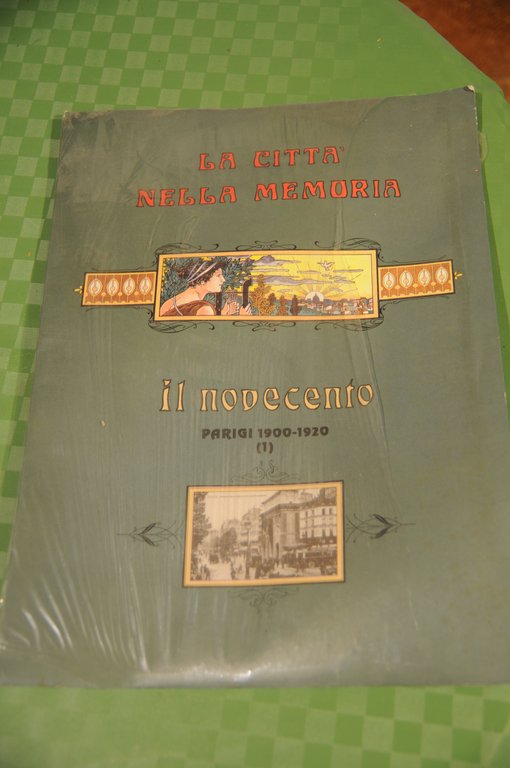 LA CITTA'
NELLA MEMORIA
il novecento
PARIGI 1900-1920
(1)